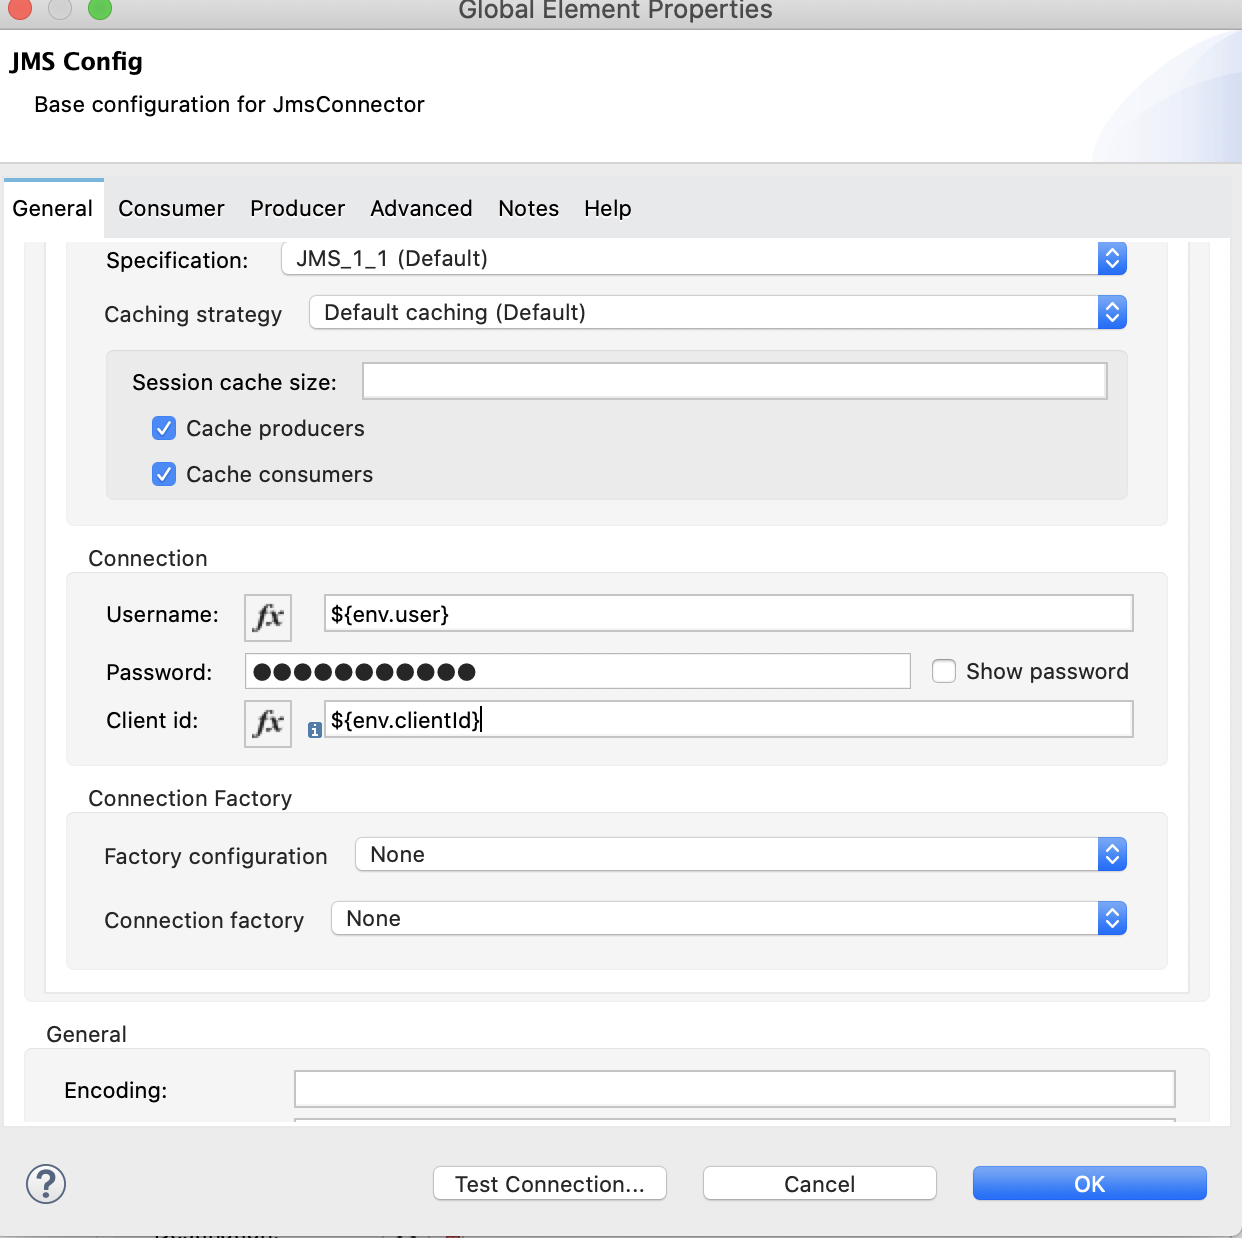 Global Element Properties
JMS Config
Base configuration for JmsConnector
General Consumer Producer Advanced Notes Help
Specification: JMS_1_1 (Default)
Caching strategy Default caching (Default)
Session cache size:
Cache producers
Cache consumers
Connection
Username: fx ${env.user}
Password: ●●●●●●●●●●● Show password
Client id: fx i ${env.clientId}
Connection Factory
Factory configuration None
Connection factory None
General
Encoding:
? Test Connection... Cancel OK